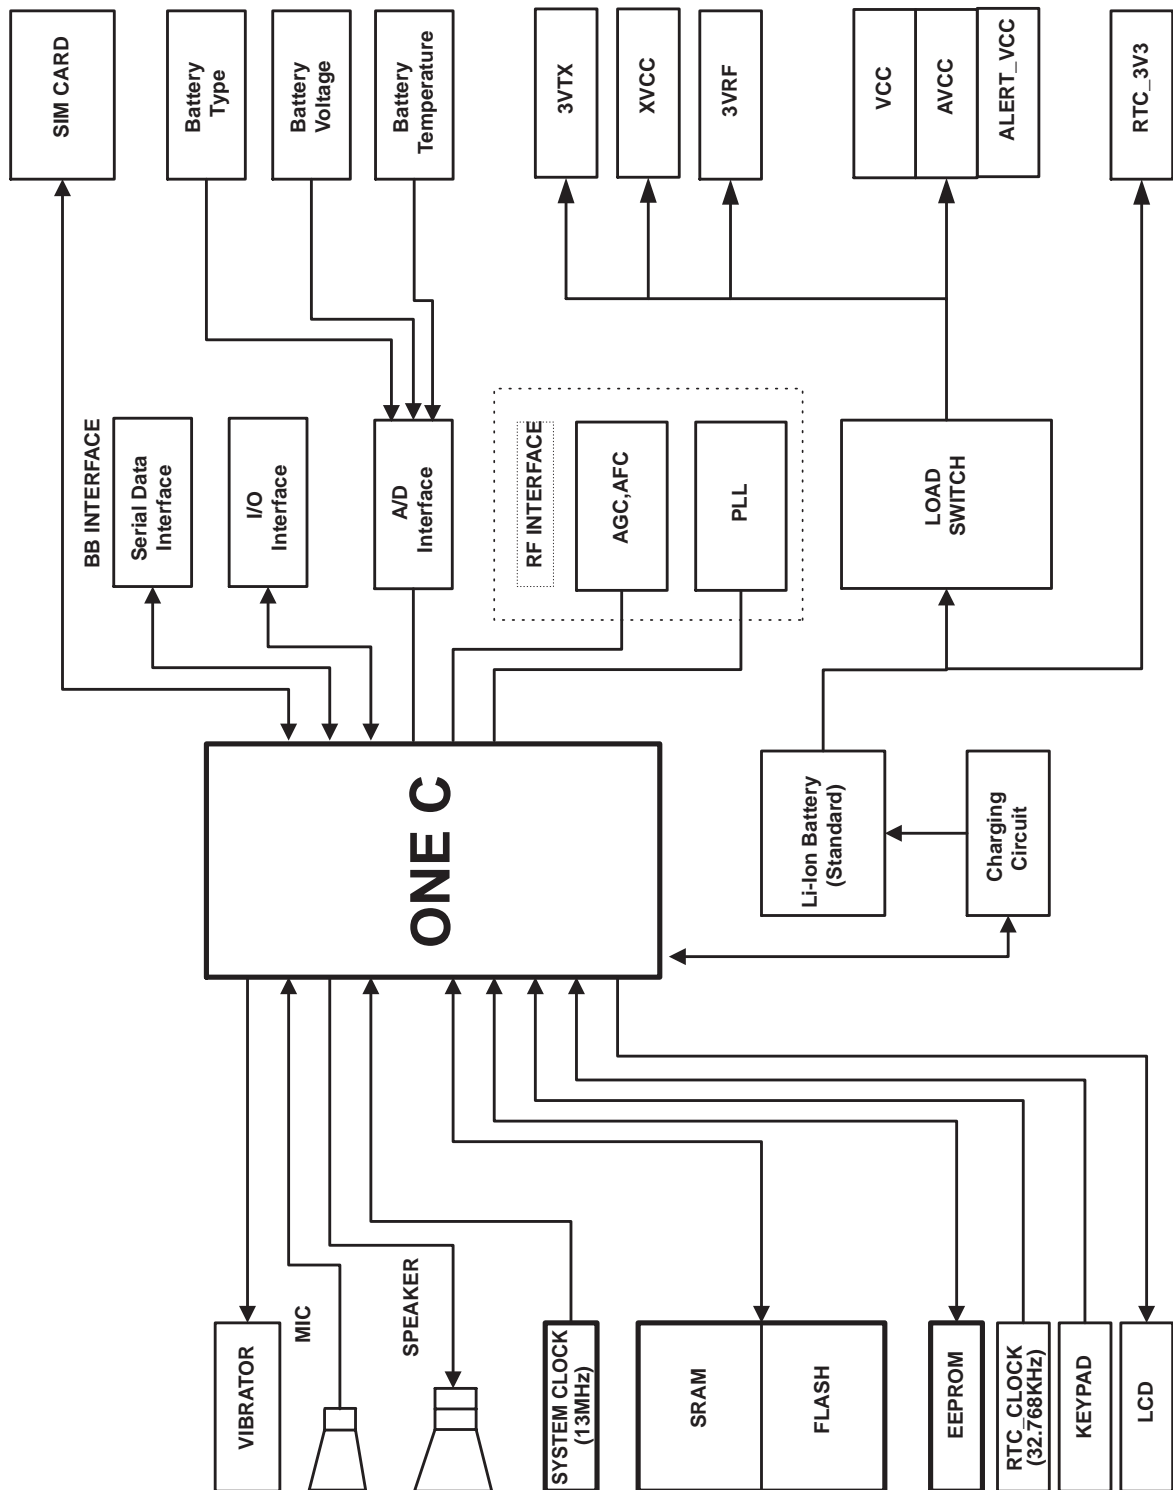 SIM CARD
Battery
Type
Battery
Voltage
Battery
Temperature
3VTX
XVCC
3VRF
VCC
AVCC
ALERT_VCC
RTC_3V3
BB INTERFACE
Serial Data
Interface
I/O
Interface
A/D
Interface
RF INTERFACE
AGC,AFC
PLL
LOAD
SWITCH
ONE C
Li-Ion Battery
(Standard)
Charging
Circuit
VIBRATOR
MIC
SPEAKER
SYSTEM CLOCK
(13MHz)
SRAM
FLASH
EEPROM
RTC_CLOCK
(32.768KHz)
KEYPAD
LCD